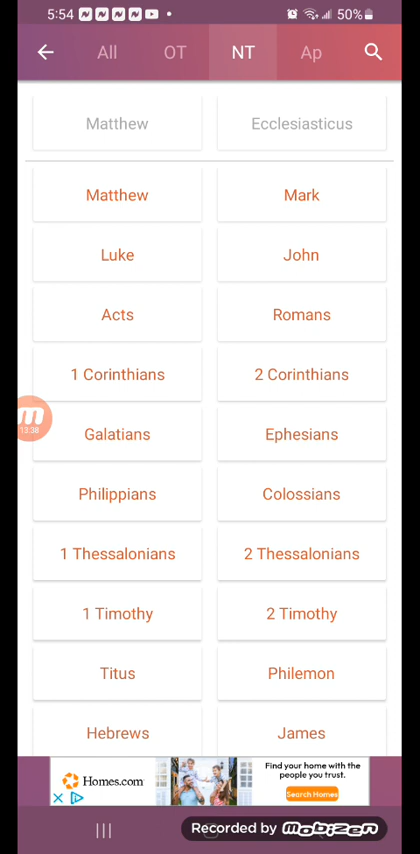 5:54 50%
All OT NT Ap
Matthew Ecclesiasticus
Matthew Mark
Luke John
Acts Romans
1 Corinthians 2 Corinthians
13:38
Galatians Ephesians
Philippians Colossians
1 Thessalonians 2 Thessalonians
1 Timothy 2 Timothy
Titus Philemon
Hebrews James
Homes.com
Find your home with the
people you trust.
Search Homes
Recorded by mobizen